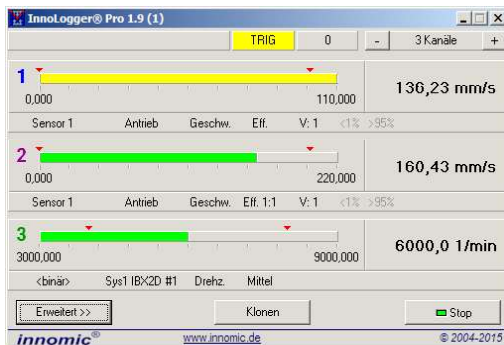 InnoLogger® Pro 1.9 (1)
TRIG 0 - 3 Kanäle +
1
136,23 mm/s
0,000 110,000
Sensor 1 Antrieb Geschw. Eff. V: 1 <1% >95%
2
160,43 mm/s
0,000 220,000
Sensor 1 Antrieb Geschw. Eff. 1:1 V: 1 <1% >95%
3
6000,0 1/min
3000,000 9000,000
<binär> Sys1 IBX2D #1 Drehz. Mittel
Erweitert >> Klonen Stop
innomic® www.innomic.de © 2004-2015